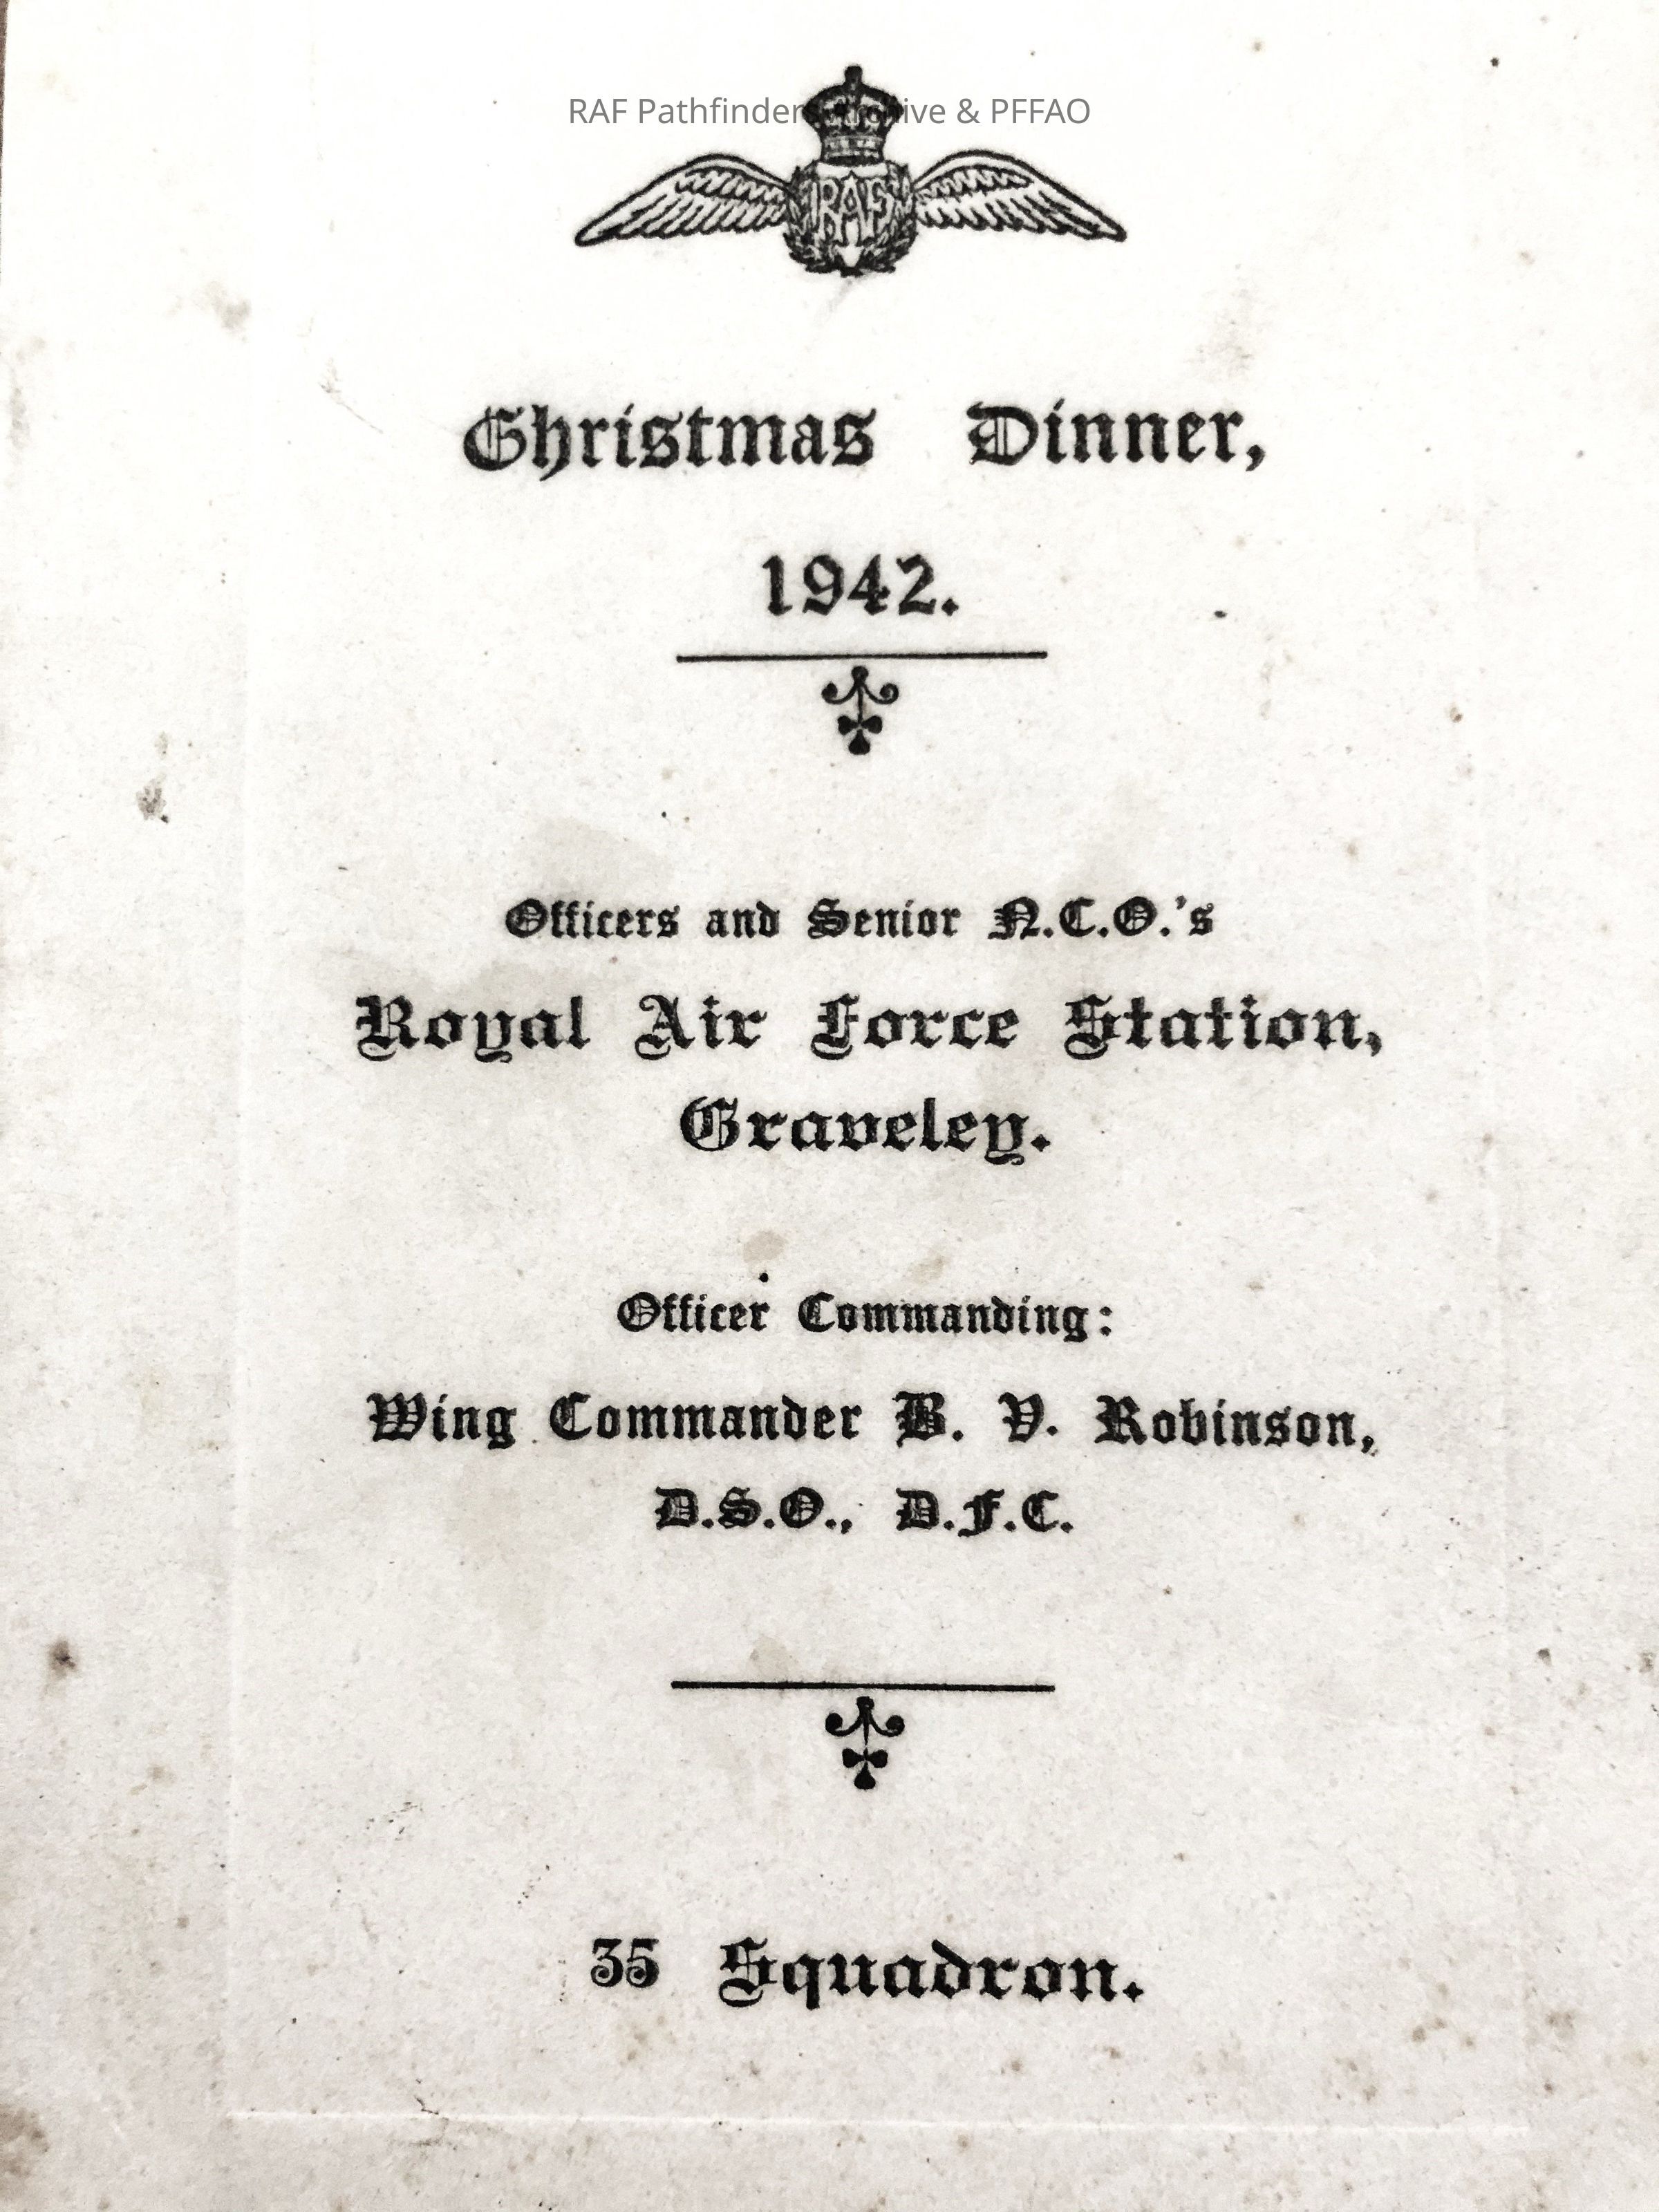 RAF Pathfinders Archive & PFFAO
RAF
Christmas Dinner,
1942.
Officers and Senior N.C.O.'s
Royal Air Force Station,
Graveley.
Officer Commanding:
Wing Commander B. V. Robinson,
D.S.O., D.F.C.
35 Squadron.